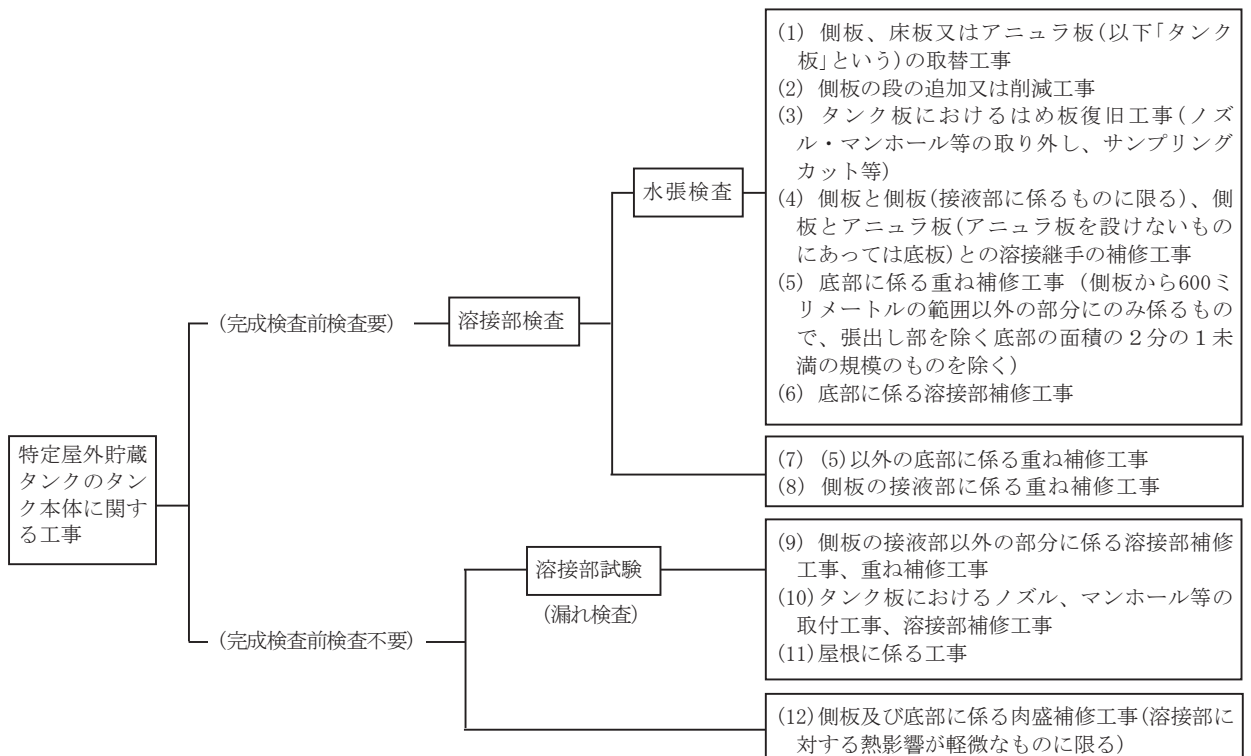 (1) 側板、床板又はアニュラ板(以下「タンク
板」という)の取替工事
(2) 側板の段の追加又は削減工事
(3) タンク板におけるはめ板復旧工事(ノズ
ル・マンホール等の取り外し、サンプリング
カット等)
(4) 側板と側板(接液部に係るものに限る)、側
板とアニュラ板(アニュラ板を設けないもの
にあっては底板)との溶接継手の補修工事
(5) 底部に係る重ね補修工事 (側板から600ミ
リメートルの範囲以外の部分にのみ係るもの
で、張出し部を除く底部の面積の2分の1未
満の規模のものを除く)
(6) 底部に係る溶接部補修工事
水張検査
(完成検査前検査要)
溶接部検査
(7) (5)以外の底部に係る重ね補修工事
(8) 側板の接液部に係る重ね補修工事
特定屋外貯蔵
タンクのタン
ク本体に関す
る工事
(9) 側板の接液部以外の部分に係る溶接部補修
工事、重ね補修工事
(10)タンク板におけるノズル、マンホール等の
取付工事、溶接部補修工事
(11)屋根に係る工事
溶接部試験
(漏れ検査)
(完成検査前検査不要)
(12)側板及び底部に係る肉盛補修工事(溶接部に
対する熱影響が軽微なものに限る)